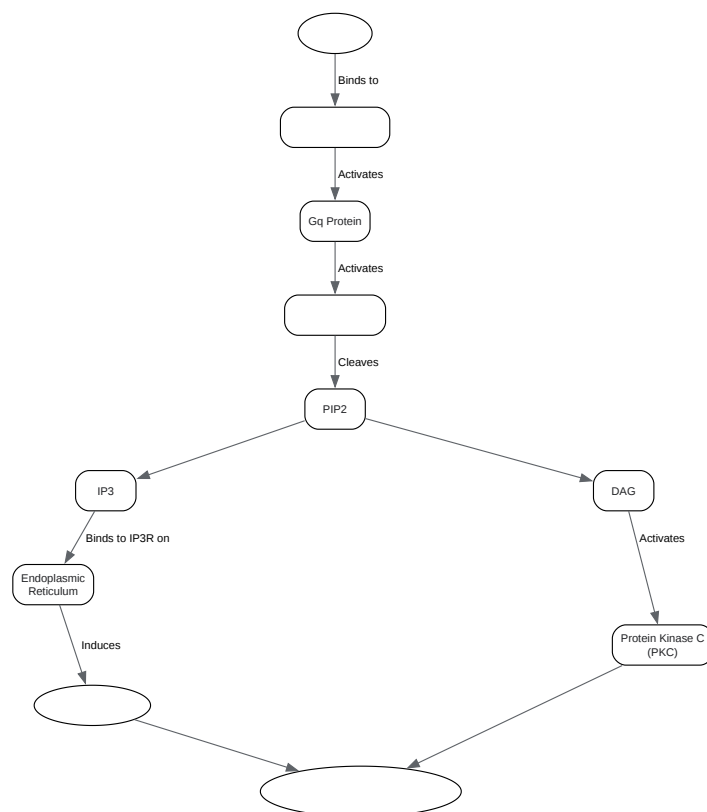 Binds to
Activates
Gq Protein
Activates
Cleaves
PIP2
IP3
DAG
Binds to IP3R on
Activates
Endoplasmic
Reticulum
Induces
Protein Kinase C
(PKC)